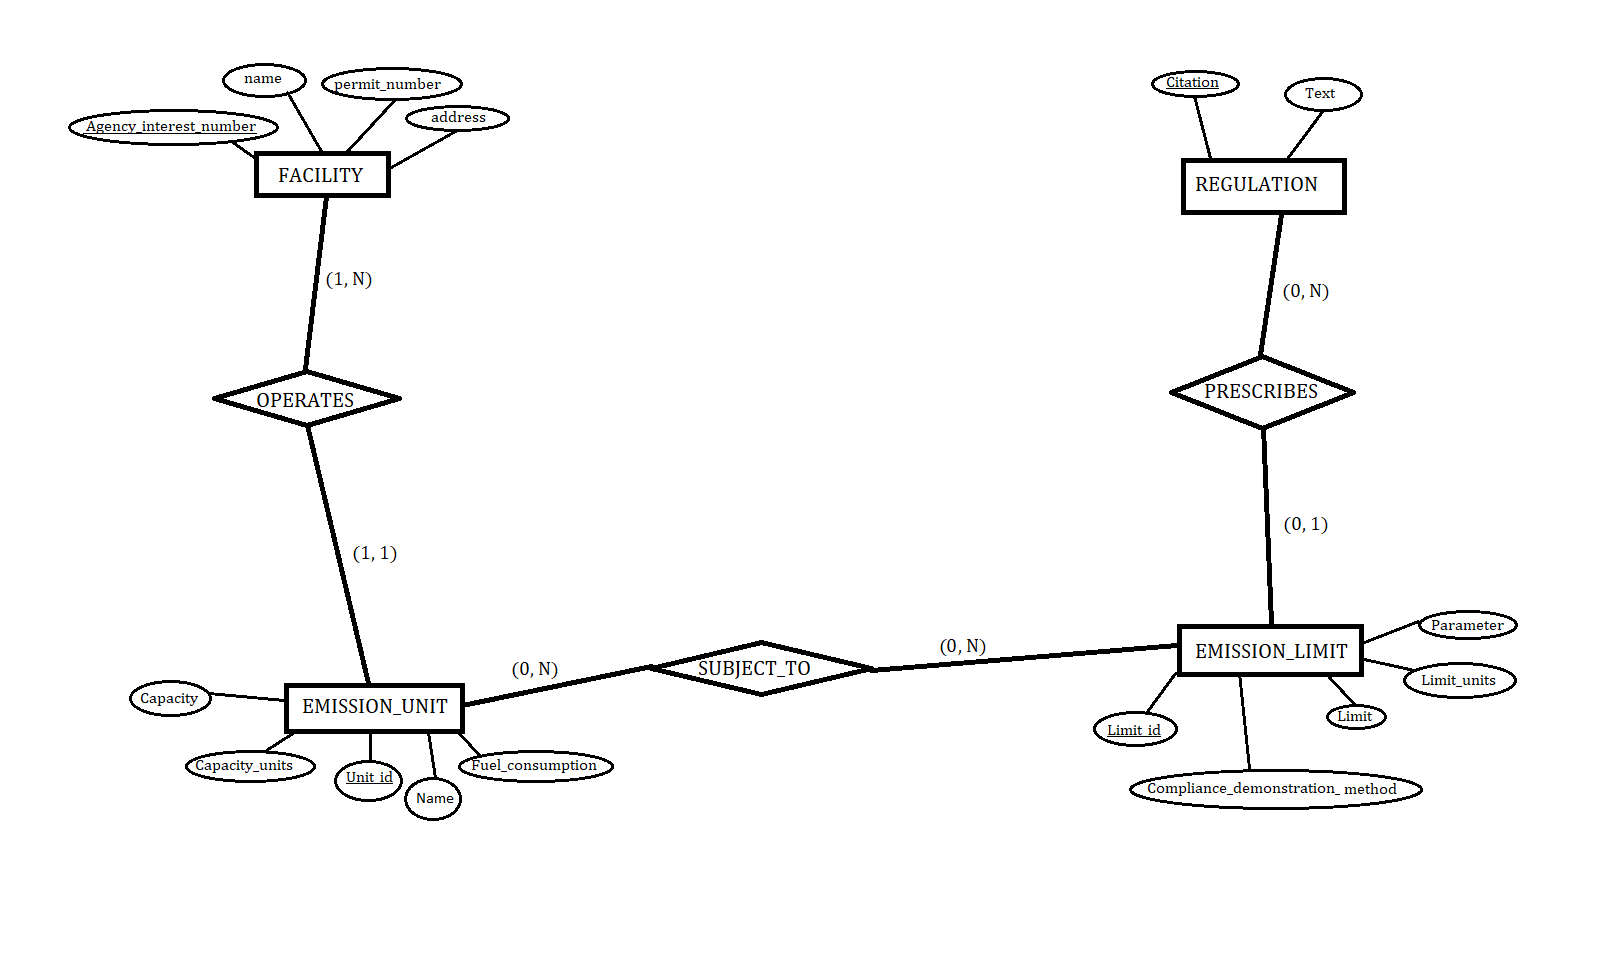 name
permit_number
Agency_interest_number
address
FACILITY
Citation
Text
REGULATION
(1, N)
(0, N)
OPERATES
PRESCRIBES
(1, 1)
(0, 1)
(0, N)
SUBJECT_TO
(0, N)
EMISSION_LIMIT
Parameter
Limit_units
Limit
Limit_id
Compliance_demonstration_ method
Capacity
EMISSION_UNIT
Capacity_units
Unit_id
Name
Fuel_consumption